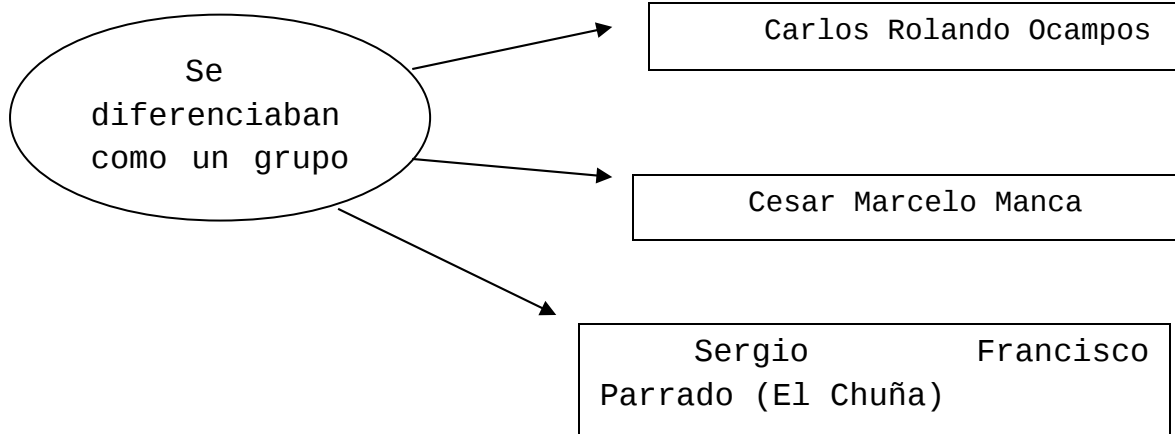 Se
diferenciaban
como un grupo
Carlos Rolando Ocampos
Cesar Marcelo Manca
Sergio Francisco
Parrado (El Chuña)